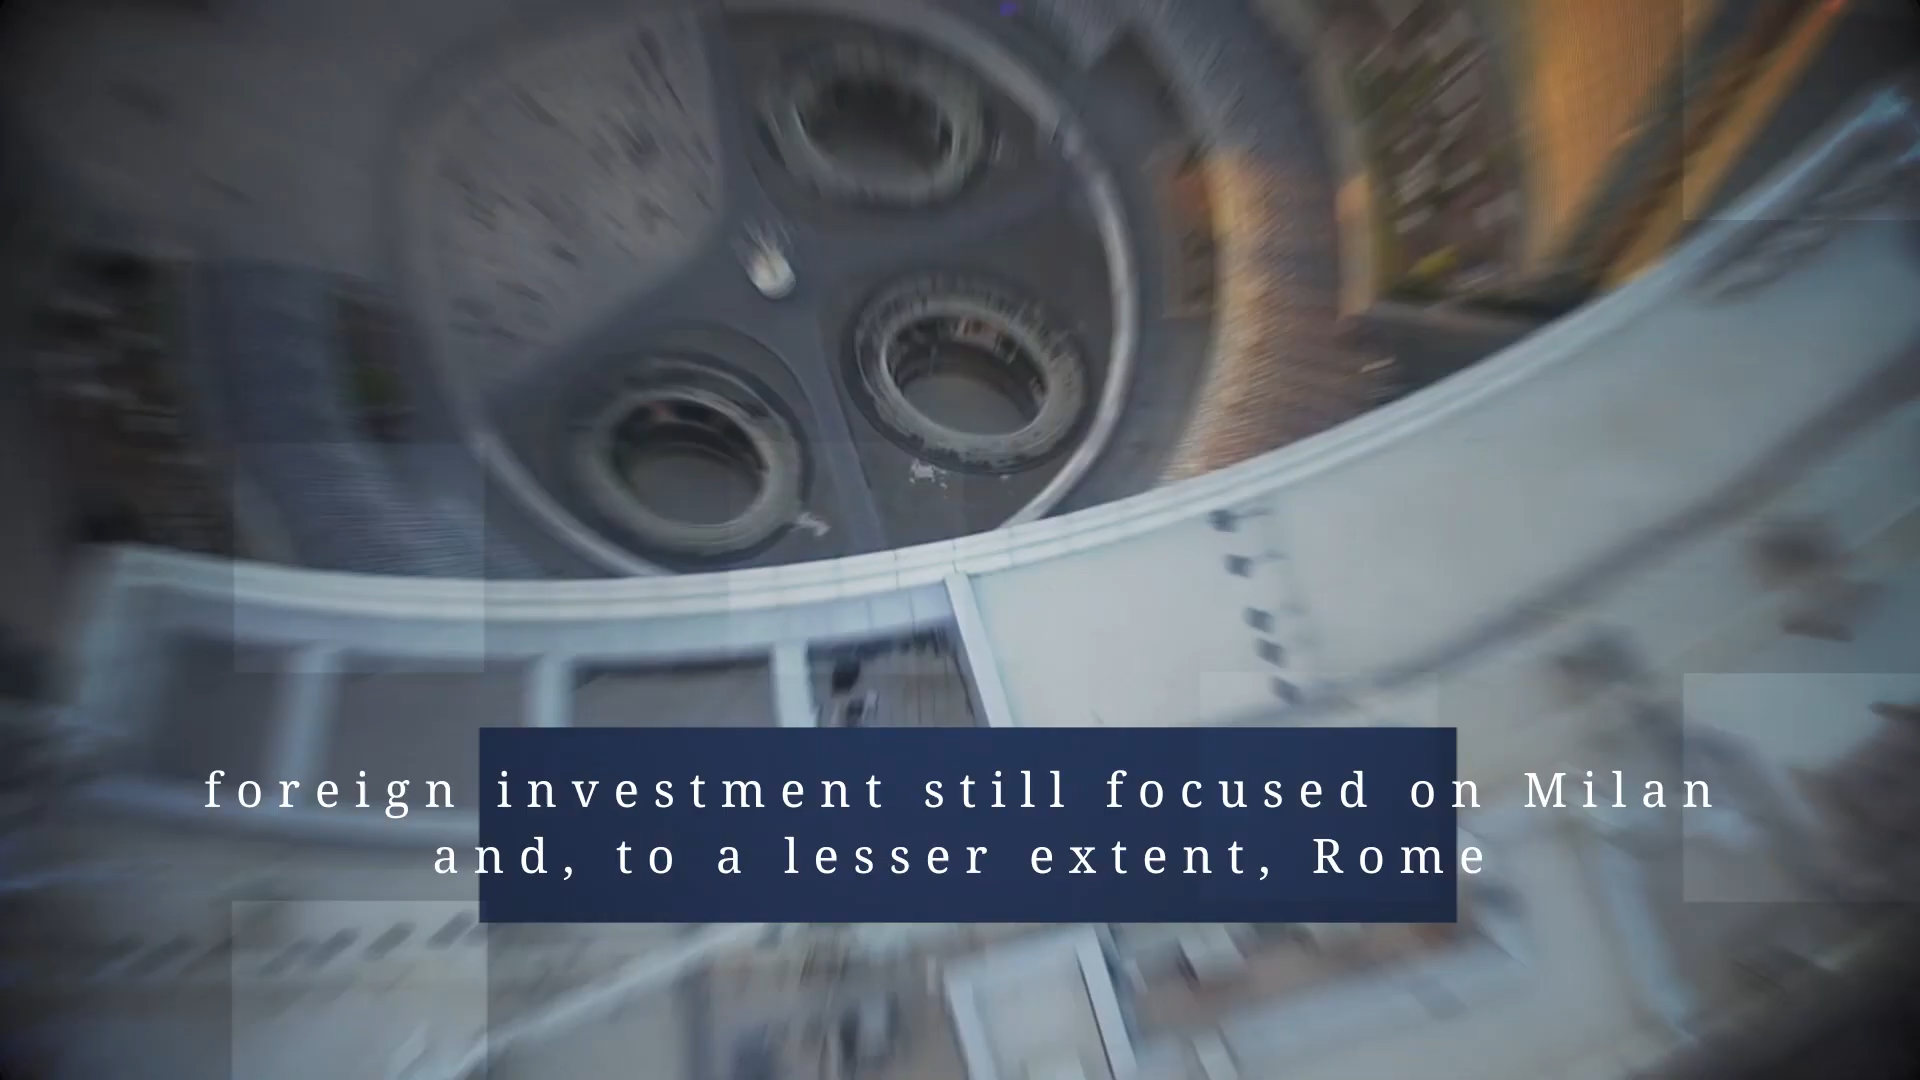 foreign investment still focused on Milan
and, to a lesser extent, Rome